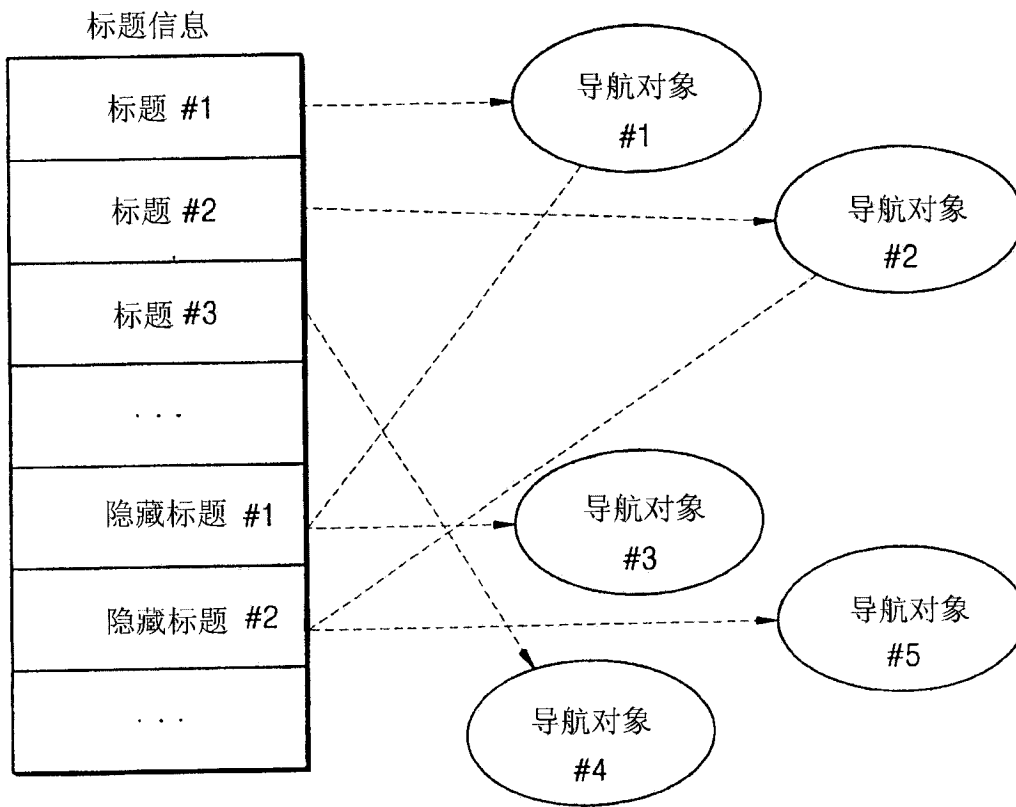 标题信息
标题 #1
标题 #2
标题 #3
...
隐藏标题 #1
隐藏标题 #2
...
导航对象
#1
导航对象
#2
导航对象
#3
导航对象
#5
导航对象
#4